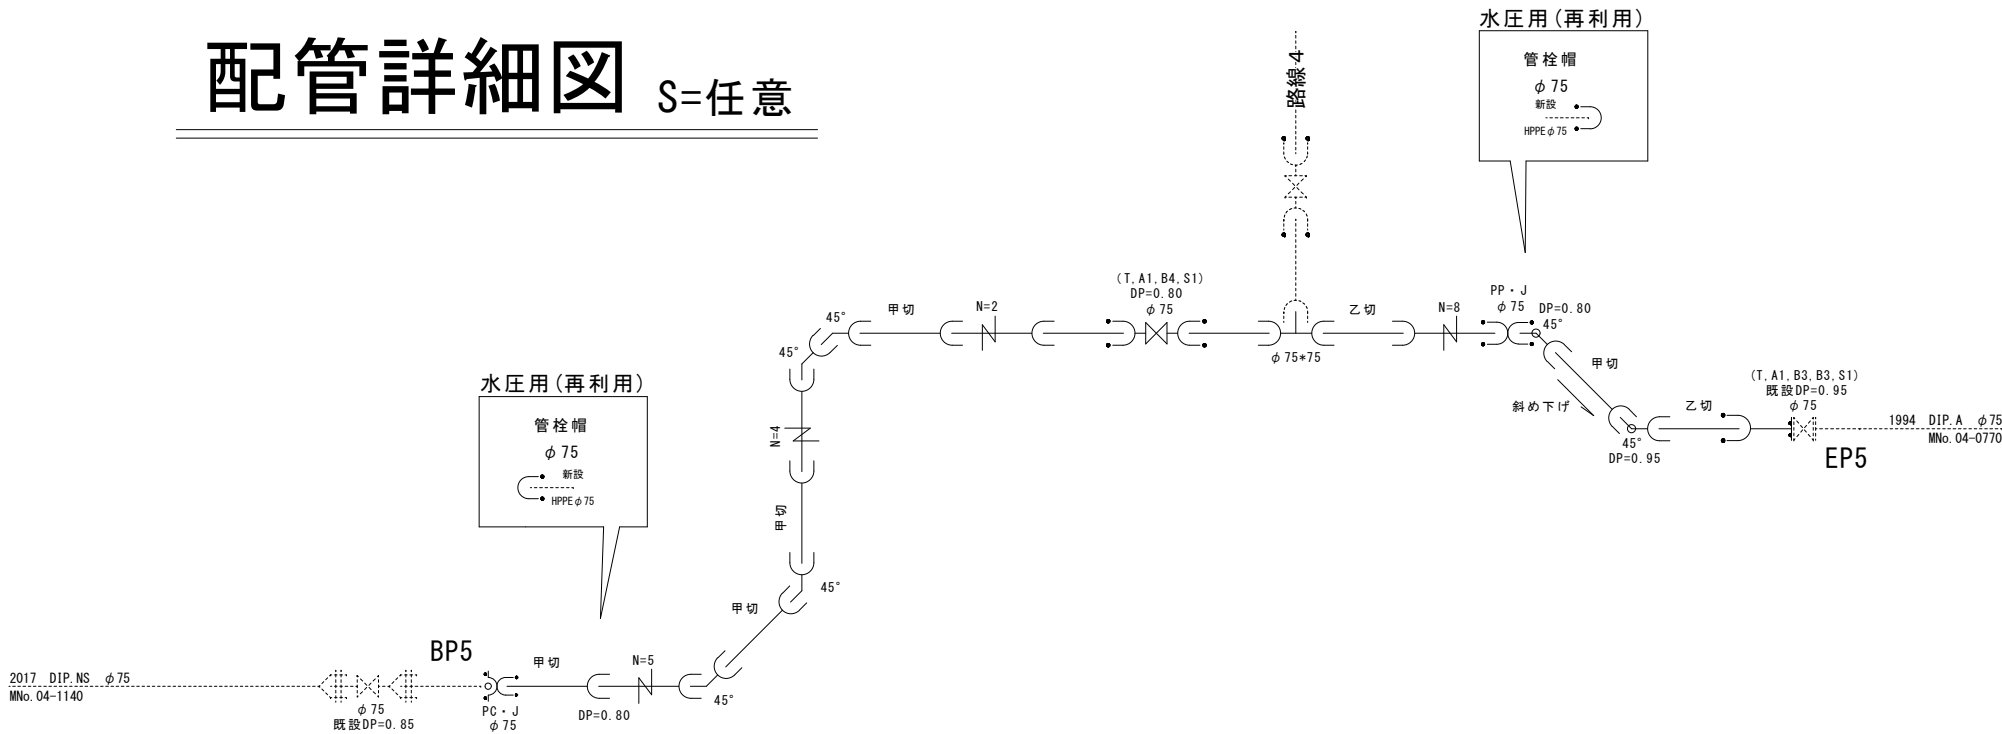 配管詳細図 S=任意
水圧用(再利用)
管栓帽
φ75
新設
HPPEφ75
路線4
(T,A1,B4,S1)
DP=0.80
φ75
甲切
N=2
45°
45°
φ75*75
乙切
N=8
PP・J
φ75
DP=0.80
45°
甲切
斜め下げ
45°
DP=0.95
乙切
(T,A1,B3,B3,S1)
既設DP=0.95
φ75
1994 DIP.A φ75
MNo.04-0770
EP5
水圧用(再利用)
管栓帽
φ75
新設
HPPEφ75
N=4
甲切
45°
甲切
BP5
2017 DIP.NS φ75
MNo.04-1140
φ75
既設DP=0.85
PC・J
φ75
甲切
DP=0.80
N=5
45°